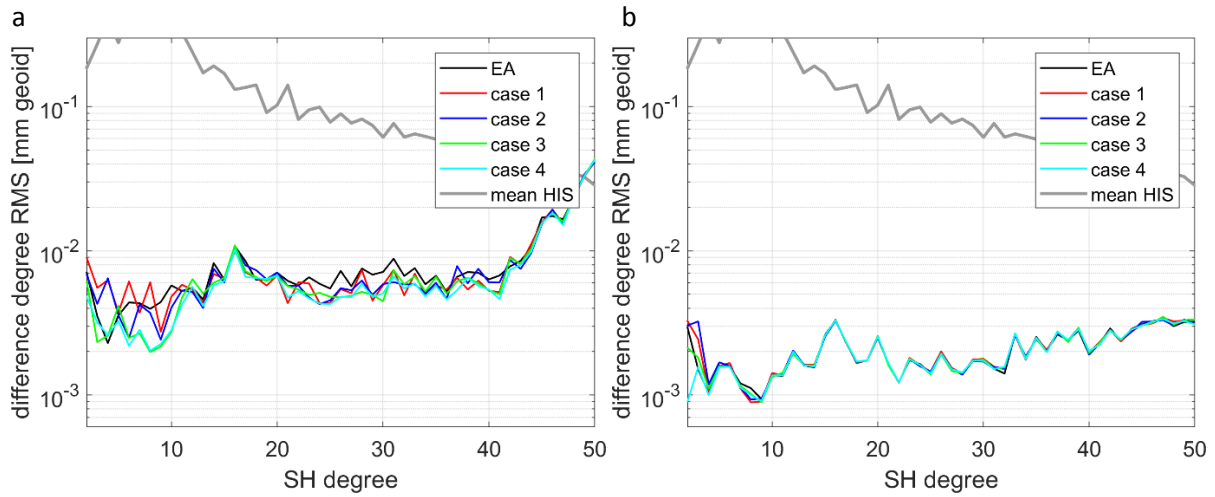 a
difference degree RMS [mm geoid]
10⁻¹
10⁻²
10⁻³
10
20
30
40
50
SH degree
EA
case 1
case 2
case 3
case 4
mean HIS
b
difference degree RMS [mm geoid]
10⁻¹
10⁻²
10⁻³
10
20
30
40
50
SH degree
EA
case 1
case 2
case 3
case 4
mean HIS